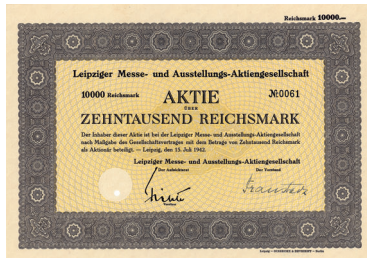 Reichsmark 10000.—
Leipziger Messe- und Ausstellungs-Aktiengesellschaft
10000 Reichsmark AKTIE № 0061
ÜBER
ZEHNTAUSEND REICHSMARK
Der Inhaber dieser Aktie ist bei der Leipziger Messe- und Ausstellungs-Aktiengesellschaft
nach Maßgabe des Gesellschaftsvertrages mit dem Betrage von Zehntausend Reichsmark
als Aktionär beteiligt. — Leipzig, den 15. Juli 1942.
Leipziger Messe- und Ausstellungs-Aktiengesellschaft
Der Aufsichtsrat Der Vorstand